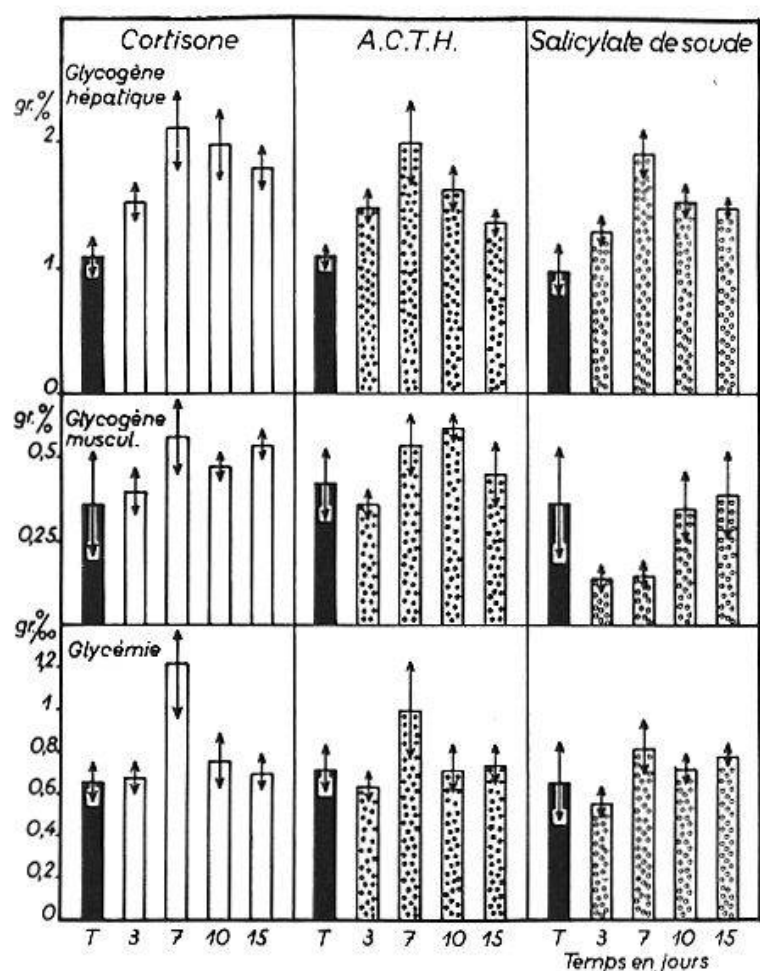 Cortisone A.C.T.H. Salicylate de soude
Glycogène
hépatique
gr.%
2
1
0
gr.%
Glycogène
muscul.
0,5
0,25
0
gr.‰
Glycémie
1,2
1
0,8
0,6
0,4
0,2
0
T 3 7 10 15 T 3 7 10 15 T 3 7 10 15
Temps en jours